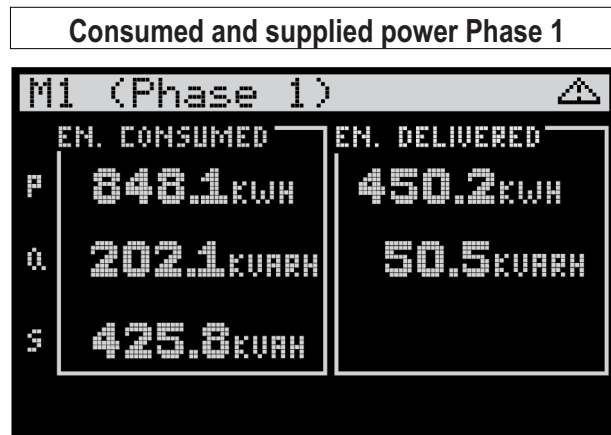 Consumed and supplied power Phase 1
M1 (Phase 1)
EN. CONSUMED EN. DELIVERED
P 848.1KWH 450.2KWH
Q 202.1KVARH 50.5KVARH
S 425.8KVAH